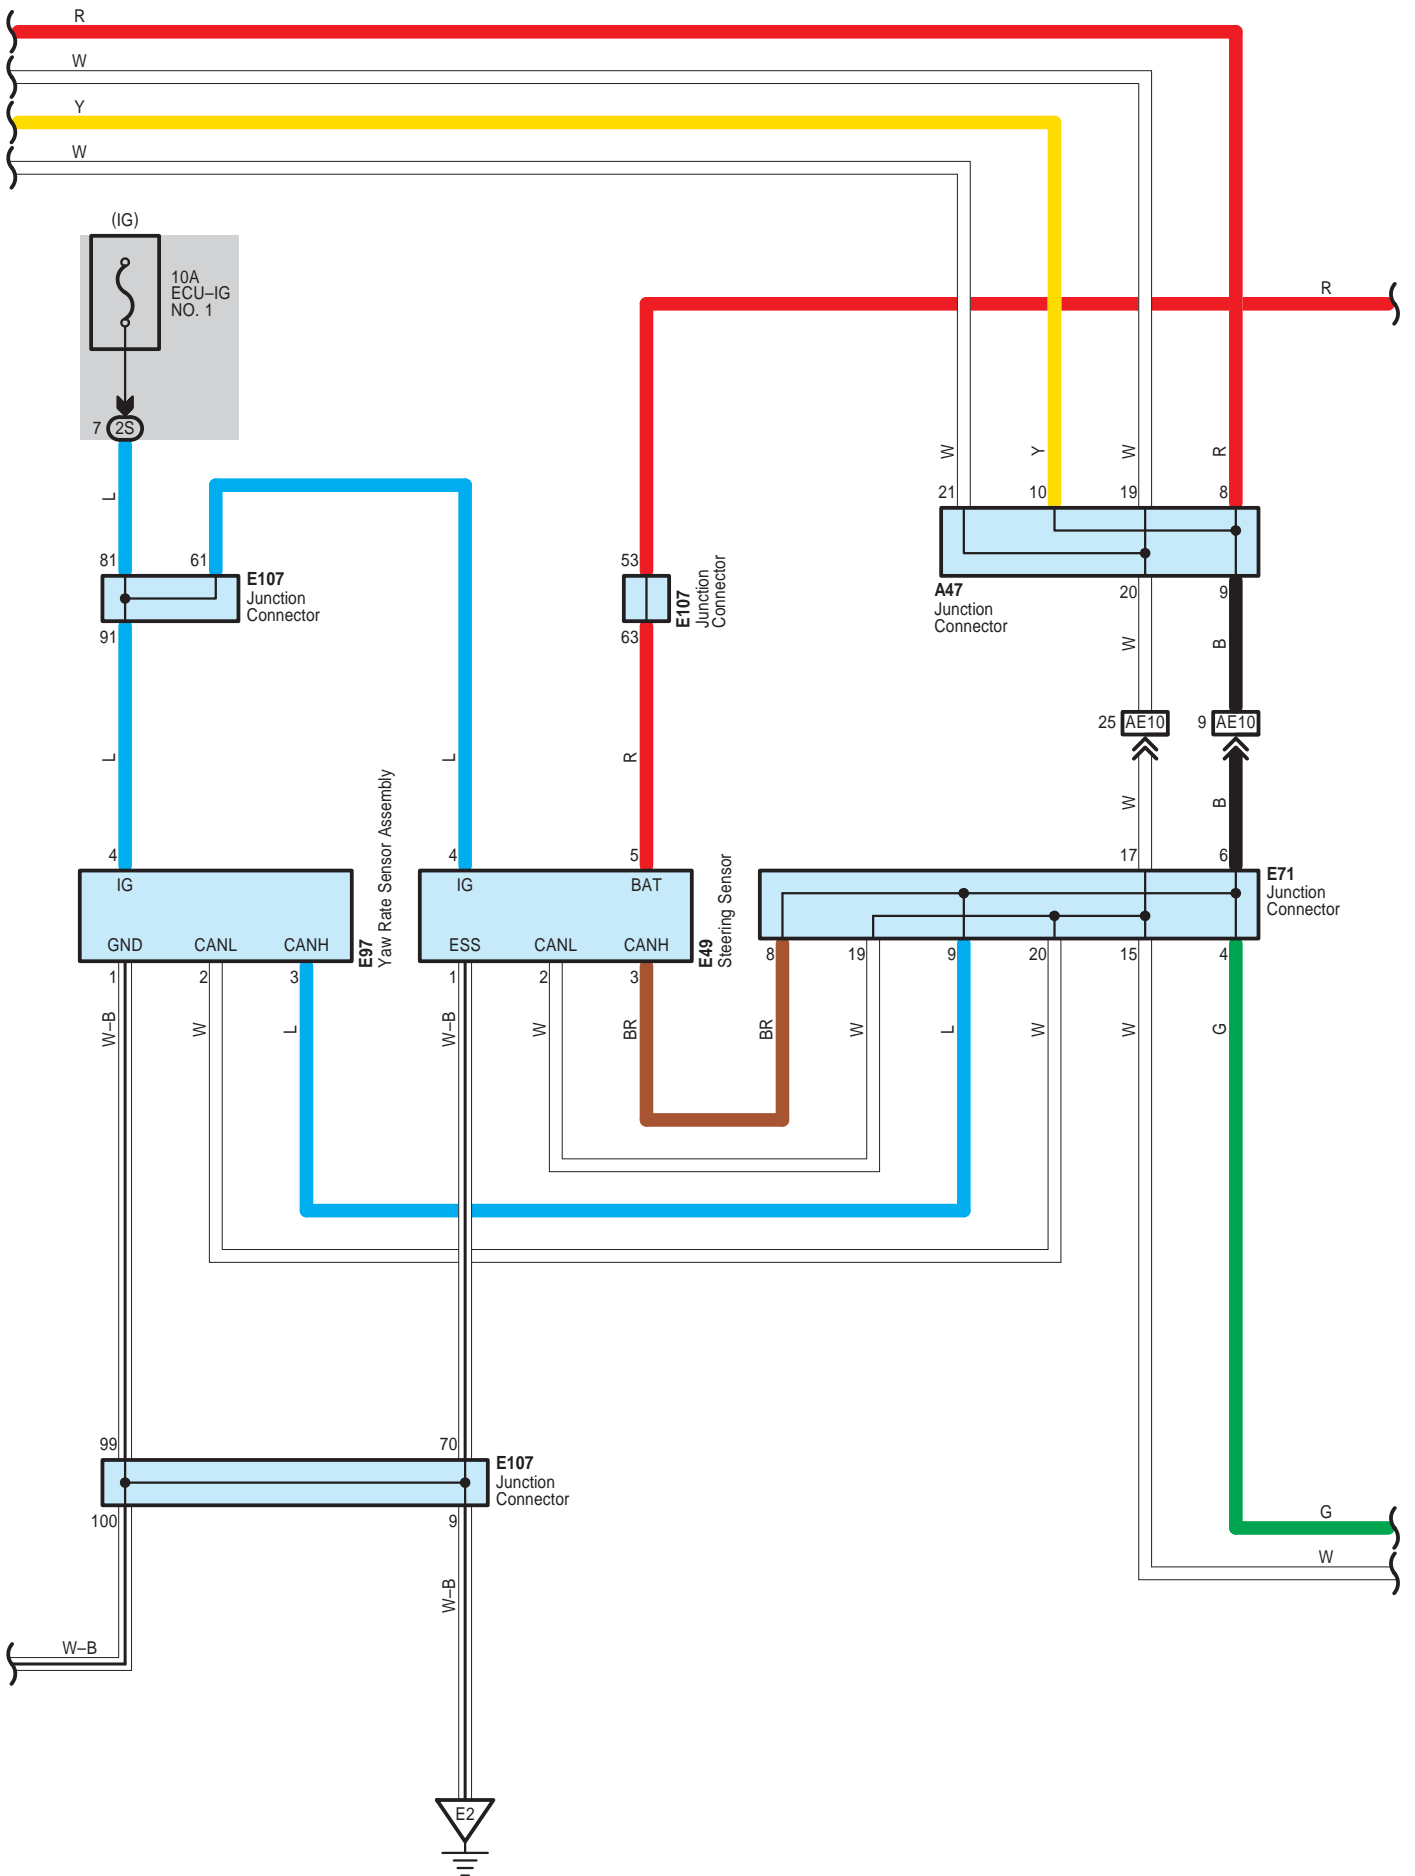 R
W
Y
W
(IG)
10A
ECU–IG
NO. 1
7 2S
R
L
W
Y
W
R
21
10
19
8
81
61
E107
Junction
Connector
91
53
E107
Junction
Connector
63
A47
Junction
Connector
20
9
W
B
25 AE10
9 AE10
L
L
R
W
B
4
IG
GND
CANL
CANH
E97
Yaw Rate Sensor Assembly
1
2
3
4
IG
5
BAT
ESS
CANL
CANH
E49
Steering Sensor
1
2
3
17
6
E71
Junction
Connector
8
19
9
20
15
4
W–B
W
L
W–B
W
BR
BR
W
L
W
W
G
99
70
E107
Junction
Connector
100
9
W–B
G
W
W–B
E2